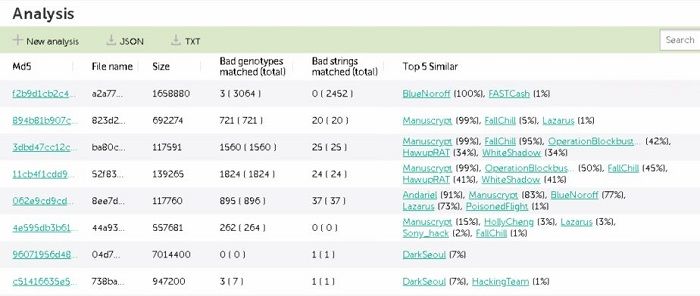 Analysis
New analysis JSON TXT Search
Md5 File name Size Bad genotypes matched (total) Bad strings matched (total) Top 5 Similar
f2b9d1cb2c4... a2a77... 1658880 3 ( 3064) 0 ( 2452) BlueNoroff (100%), FASTCash (1%)
894b81b907c... 823d2... 692274 721 ( 721) 20 ( 20) Manuscrypt (99%), FallChill (5%), Lazarus (1%)
3dbd47cc12c... ba80c... 117591 1560 ( 1560) 25 ( 25) Manuscrypt (99%), FallChill (95%), OperationBlockbust... (42%),
HawupRAT (34%), WhiteShadow (34%)
11cb4f1cdd9... 52f83... 139265 1824 ( 1824) 24 ( 24) Manuscrypt (99%), OperationBlockbus... (50%), FallChill (45%),
HawupRAT (41%), WhiteShadow (41%)
062e9cd9cd... 8ee7d... 117760 895 ( 896) 37 ( 37) Andariel (91%), Manuscrypt (83%), BlueNoroff (77%),
Lazarus (73%), PoisonedFlight (1%)
4e595db3b61... 44a93... 557681 262 ( 264) 0 ( 0) Manuscrypt (15%), HollyCheng (3%), Lazarus (3%),
Sony_hack (2%), FallChill (1%)
96071956d48... 04d7... 7014400 0 ( 0) 1 ( 1) DarkSeoul (7%)
c51416635e5... 738ba... 947200 3 ( 7) 1 ( 1) DarkSeoul (7%), HackingTeam (1%)